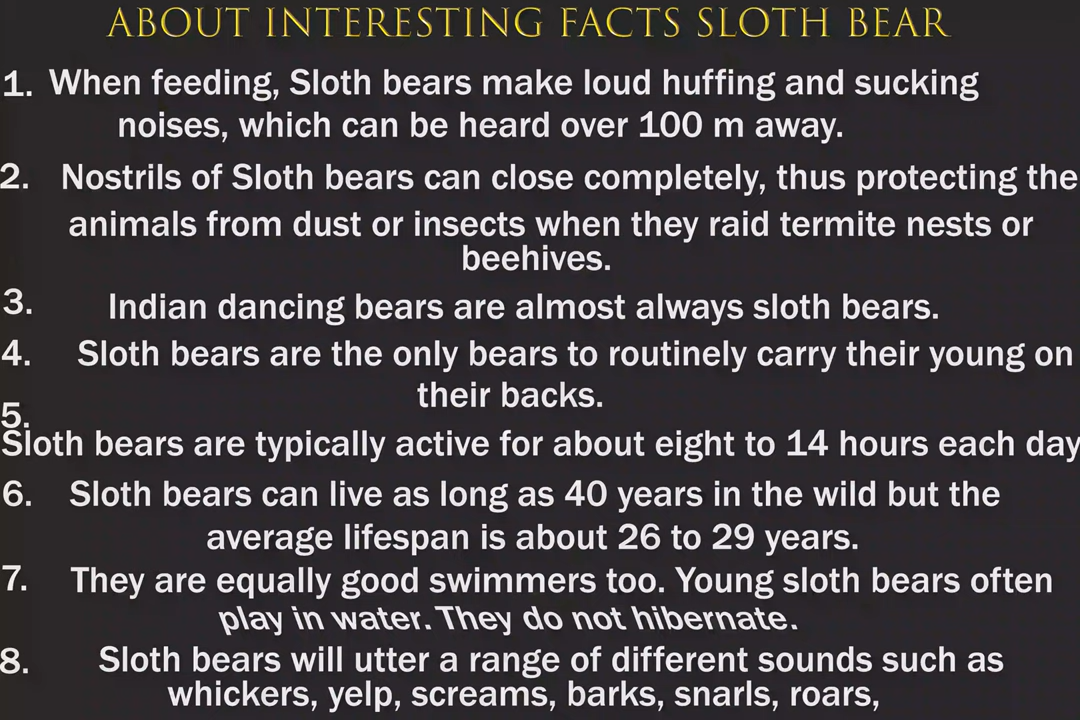 ABOUT INTERESTING FACTS SLOTH BEAR
1. When feeding, Sloth bears make loud huffing and sucking
noises, which can be heard over 100 m away.
2. Nostrils of Sloth bears can close completely, thus protecting the
animals from dust or insects when they raid termite nests or
beehives.
3. Indian dancing bears are almost always sloth bears.
4. Sloth bears are the only bears to routinely carry their young on
their backs.
5.
Sloth bears are typically active for about eight to 14 hours each day
6. Sloth bears can live as long as 40 years in the wild but the
average lifespan is about 26 to 29 years.
7. They are equally good swimmers too. Young sloth bears often
play in water. They do not hibernate.
8. Sloth bears will utter a range of different sounds such as
whickers, yelp, screams, barks, snarls, roars,